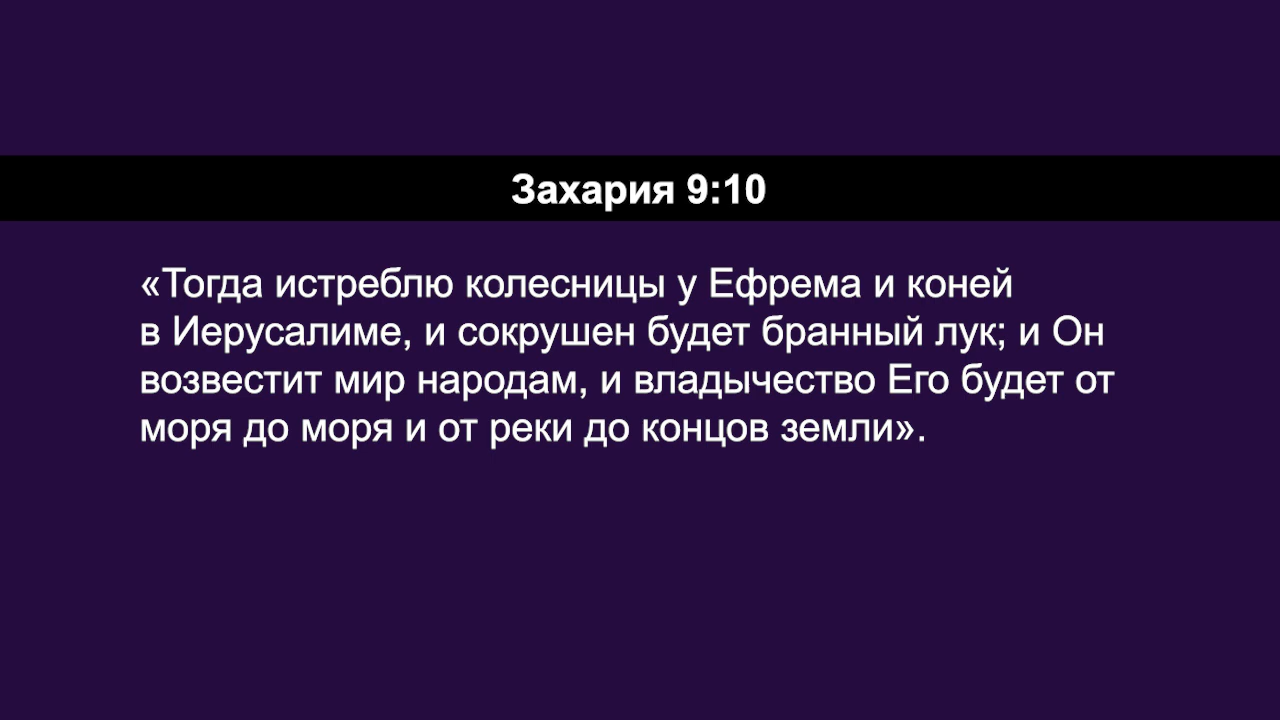 Захария 9:10
«Тогда истреблю колесницы у Ефрема и коней
в Иерусалиме, и сокрушен будет бранный лук; и Он
возвестит мир народам, и владычество Его будет от
моря до моря и от реки до концов земли».